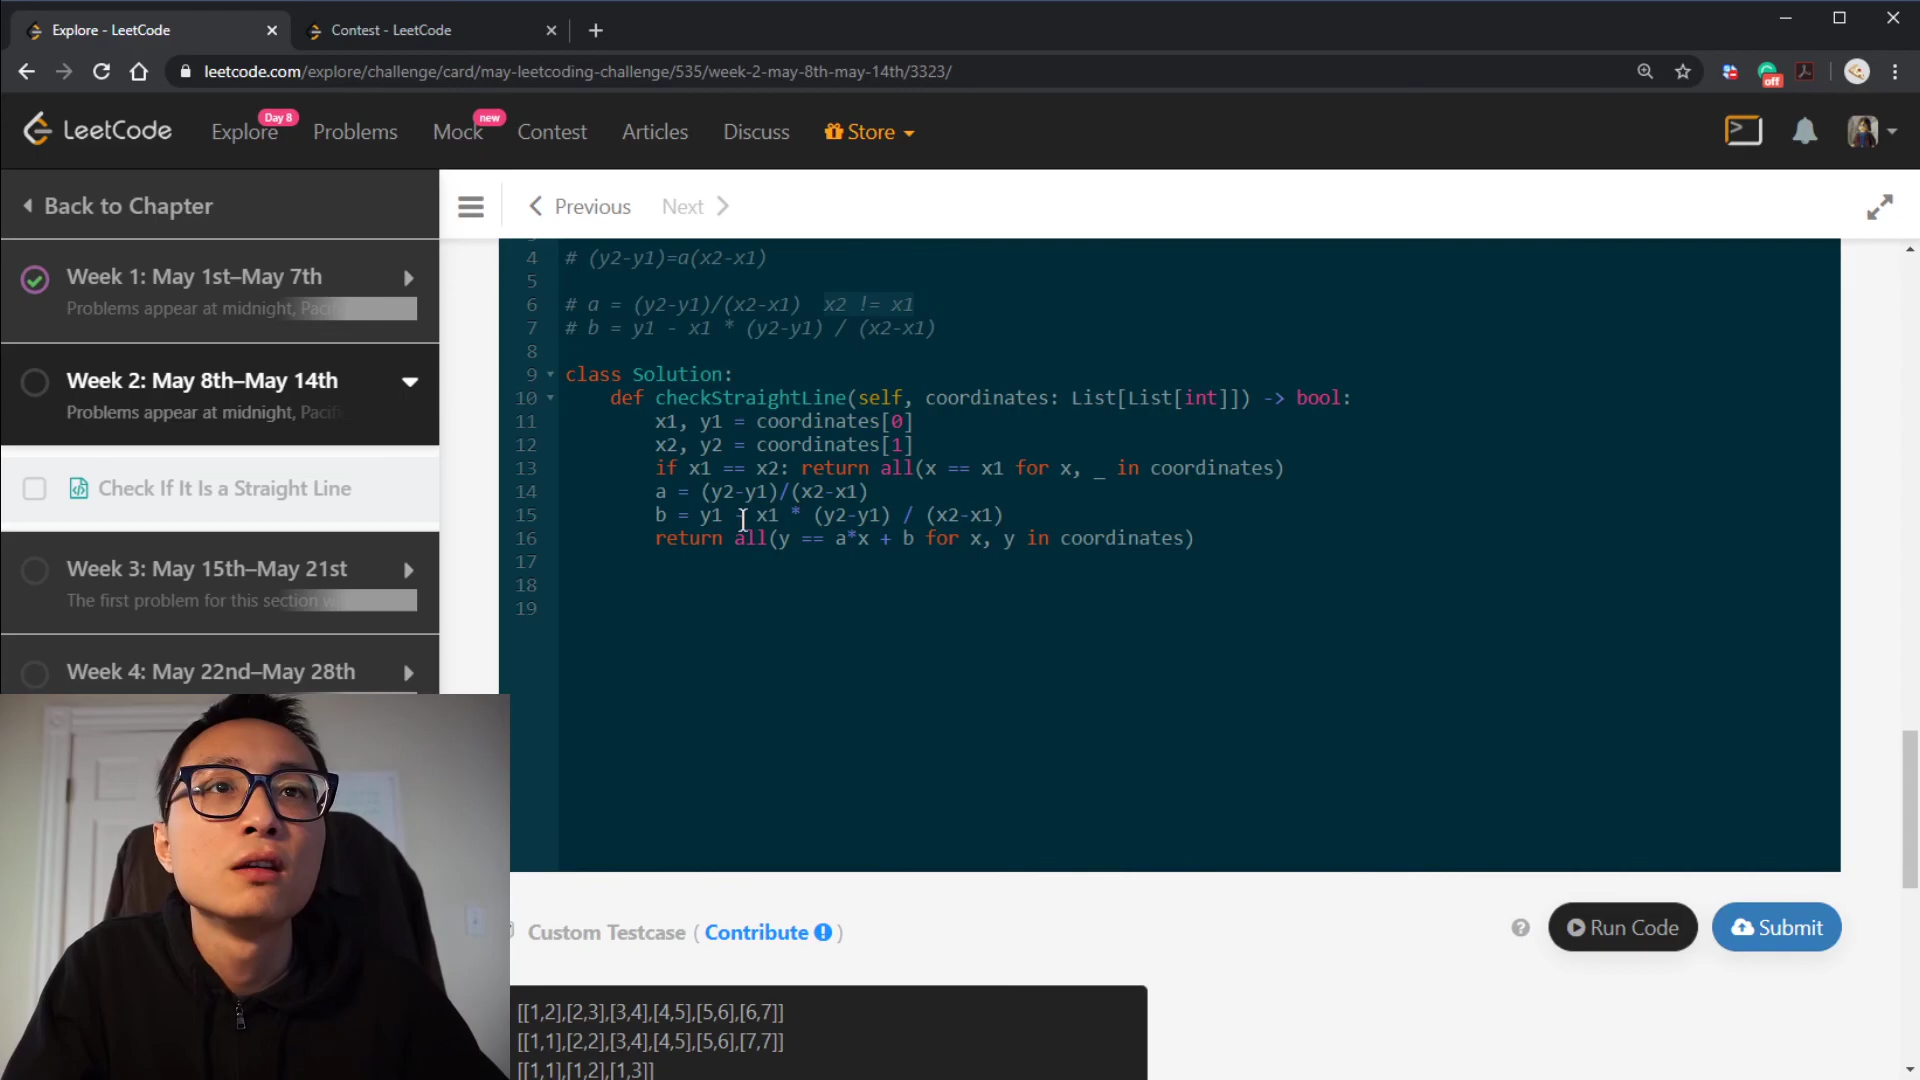 Explore - LeetCode
Contest - LeetCode
leetcode.com/explore/challenge/card/may-leetcoding-challenge/535/week-2-may-8th-may-14th/3323/
off
LeetCode
Explore
Day 8
Problems
Mock
new
Contest
Articles
Discuss
Store
Back to Chapter
Previous
Next
Week 1: May 1st–May 7th
Problems appear at midnight, Paci
Week 2: May 8th–May 14th
Problems appear at midnight, Pacifi
Check If It Is a Straight Line
Week 3: May 15th–May 21st
The first problem for this section w
Week 4: May 22nd–May 28th
4 # (y2-y1)=a(x2-x1)
5
6 # a = (y2-y1)/(x2-x1)  x2 != x1
7 # b = y1 - x1 * (y2-y1) / (x2-x1)
8
9 class Solution:
10 def checkStraightLine(self, coordinates: List[List[int]]) -> bool:
11 x1, y1 = coordinates[0]
12 x2, y2 = coordinates[1]
13 if x1 == x2: return all(x == x1 for x, _ in coordinates)
14 a = (y2-y1)/(x2-x1)
15 b = y1 - x1 * (y2-y1) / (x2-x1)
16 return all(y == a*x + b for x, y in coordinates)
17
18
19
Custom Testcase ( Contribute )
? Run Code Submit
[[1,2],[2,3],[3,4],[4,5],[5,6],[6,7]]
[[1,1],[2,2],[3,4],[4,5],[5,6],[7,7]]
[[1,1],[1,2],[1,3]]